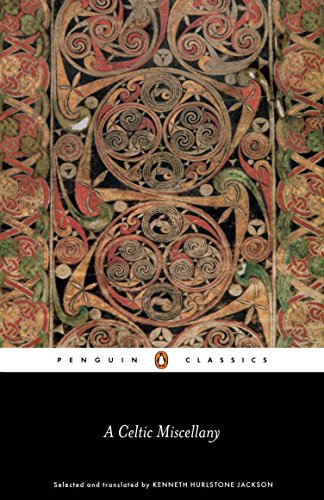 PENGUIN CLASSICS
A Celtic Miscellany
Selected and translated by KENNETH HURLSTONE JACKSON